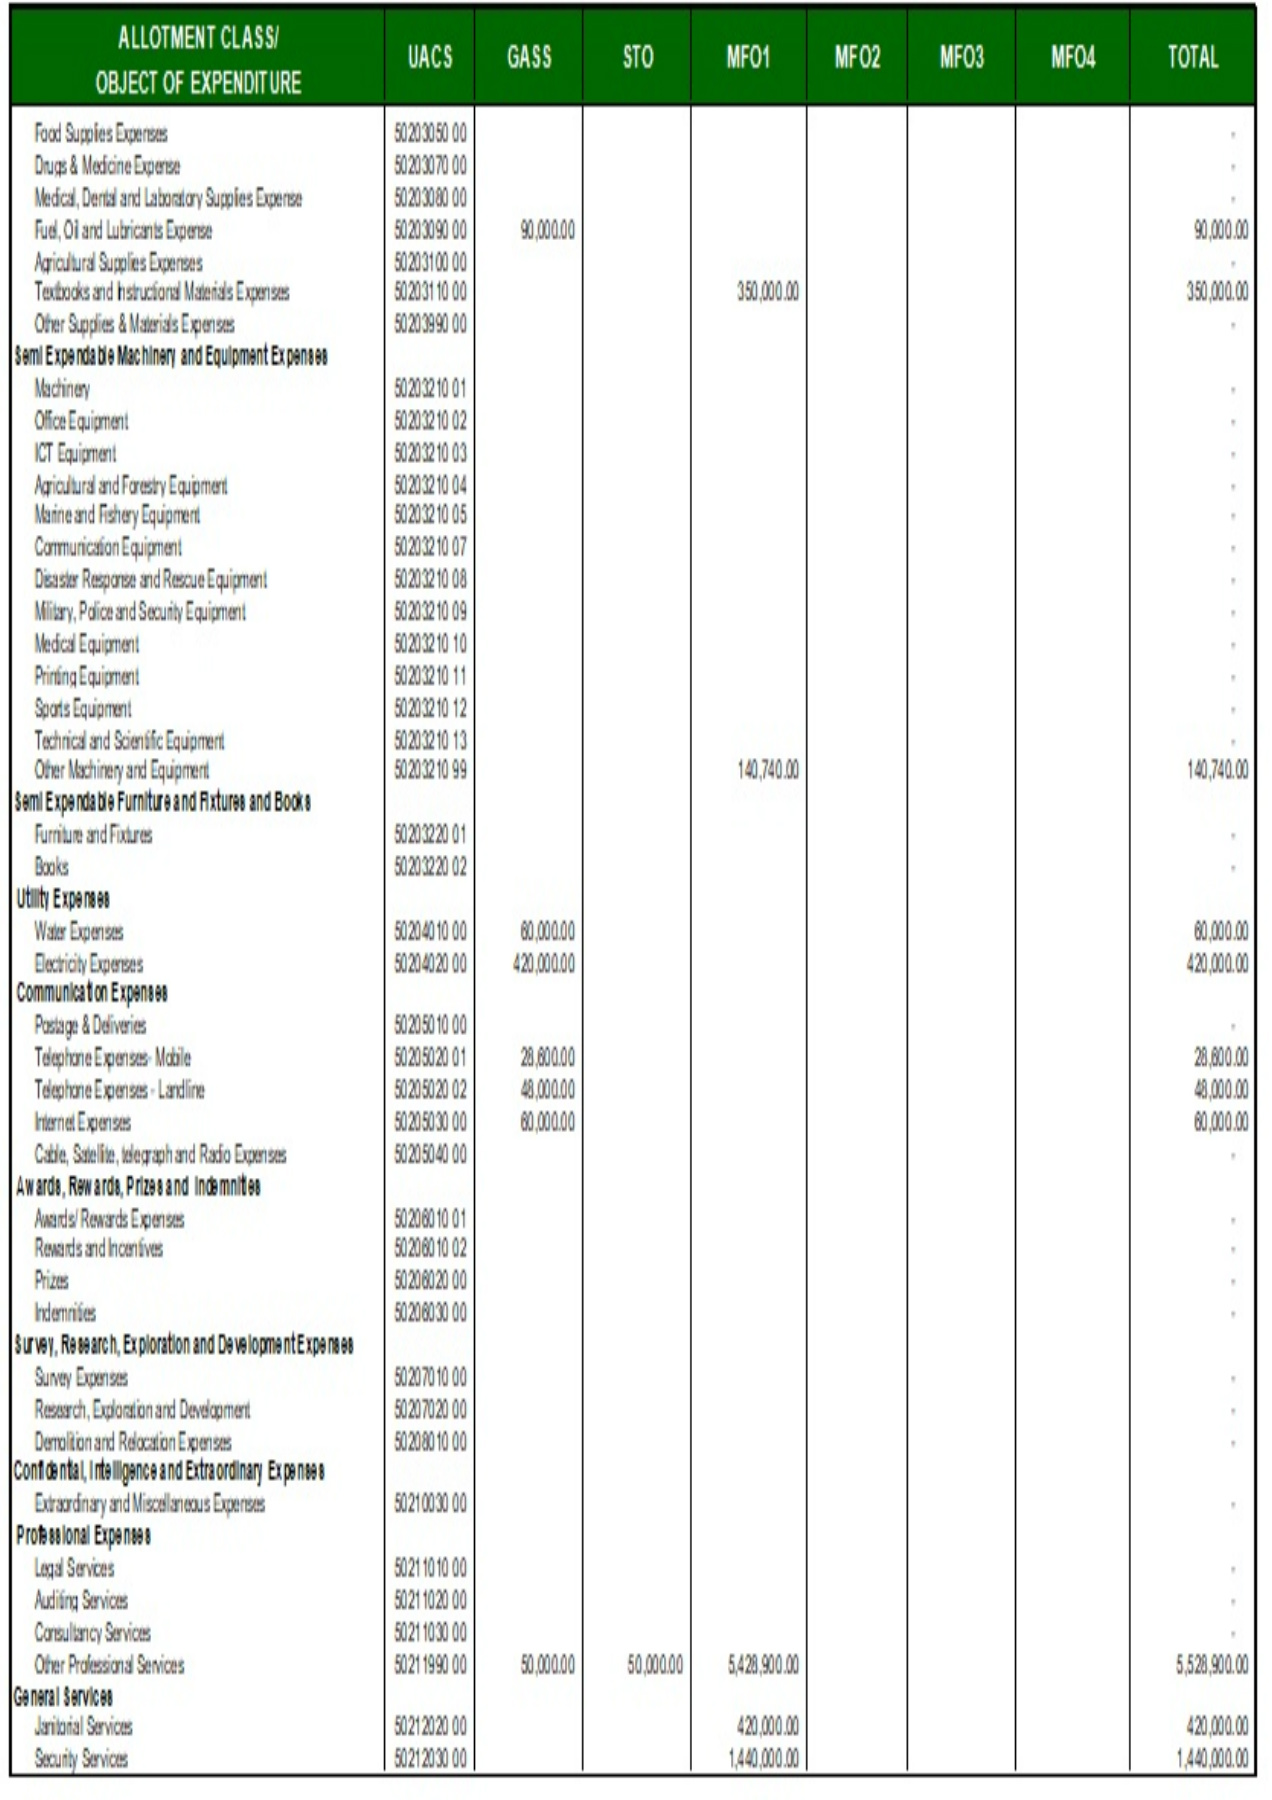 ALLOTMENT CLASS/
OBJECT OF EXPENDITURE UACS GASS STO MFO1 MFO2 MFO3 MFO4 TOTAL
Food Supplies Expenses 50203050 00 -
Drugs & Medicine Expense 50203070 00 -
Medical, Dental and Laboratory Supplies Expense 50203080 00 -
Fuel, Oil and Lubricants Expense 50203090 00 90,000.00 90,000.00
Agricultural Supplies Expenses 50203100 00 -
Textbooks and Instructional Materials Expenses 50203110 00 350,000.00 350,000.00
Other Supplies & Materials Expenses 50203990 00 -
Semi Expendable Machinery and Equipment Expenses
Machinery 50203210 01 -
Office Equipment 50203210 02 -
ICT Equipment 50203210 03 -
Agricultural and Forestry Equipment 50203210 04 -
Marine and Fishery Equipment 50203210 05 -
Communication Equipment 50203210 07 -
Disaster Response and Rescue Equipment 50203210 08 -
Military, Police and Security Equipment 50203210 09 -
Medical Equipment 50203210 10 -
Printing Equipment 50203210 11 -
Sports Equipment 50203210 12 -
Technical and Scientific Equipment 50203210 13 -
Other Machinery and Equipment 50203210 99 140,740.00 140,740.00
Semi Expendable Furniture and Fixtures and Books
Furniture and Fixtures 50203220 01 -
Books 50203220 02 -
Utility Expenses
Water Expenses 50204010 00 60,000.00 60,000.00
Electricity Expenses 50204020 00 420,000.00 420,000.00
Communication Expenses
Postage & Deliveries 50205010 00 -
Telephone Expenses- Mobile 50205020 01 28,600.00 28,600.00
Telephone Expenses - Landline 50205020 02 48,000.00 48,000.00
Internet Expenses 50205030 00 60,000.00 60,000.00
Cable, Satellite, telegraph and Radio Expenses 50205040 00 -
Awards, Rewards, Prizes and Indemnities
Awards/ Rewards Expenses 50206010 01 -
Rewards and Incentives 50206010 02 -
Prizes 50206020 00 -
Indemnities 50206030 00 -
Survey, Research, Exploration and Development Expenses
Survey Expenses 50207010 00 -
Research, Exploration and Development 50207020 00 -
Demolition and Relocation Expenses 50208010 00 -
Confidential, Intelligence and Extraordinary Expenses
Extraordinary and Miscellaneous Expenses 50210030 00 -
Professional Expenses
Legal Services 50211010 00 -
Auditing Services 50211020 00 -
Consultancy Services 50211030 00 -
Other Professional Services 50211990 00 50,000.00 50,000.00 5,428,900.00 5,528,900.00
General Services
Janitorial Services 50212020 00 420,000.00 420,000.00
Security Services 50212030 00 1,440,000.00 1,440,000.00